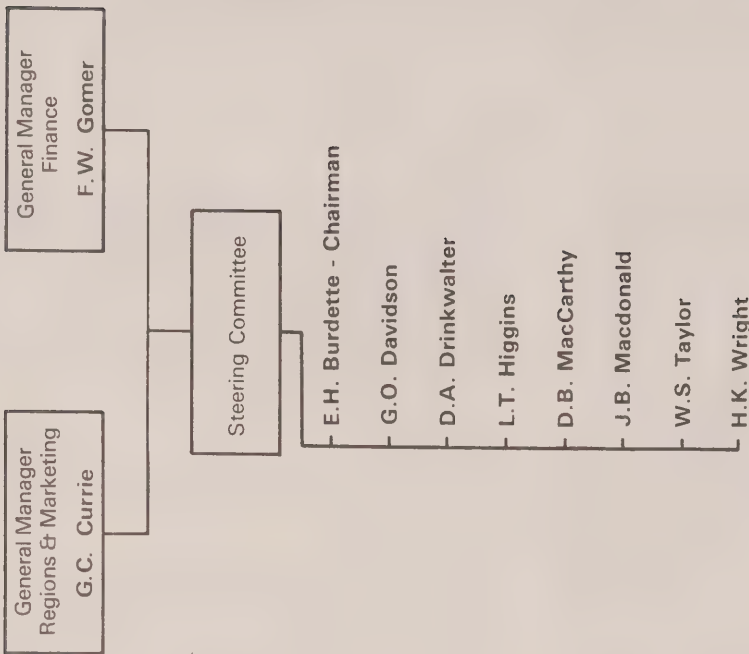 General Manager
Regions & Marketing
G.C. Currie
General Manager
Finance
F.W. Gomer
Steering Committee
E.H. Burdette - Chairman
G.O. Davidson
D.A. Drinkwalter
L.T. Higgins
D.B. MacCarthy
J.B. Macdonald
W.S. Taylor
H.K. Wright